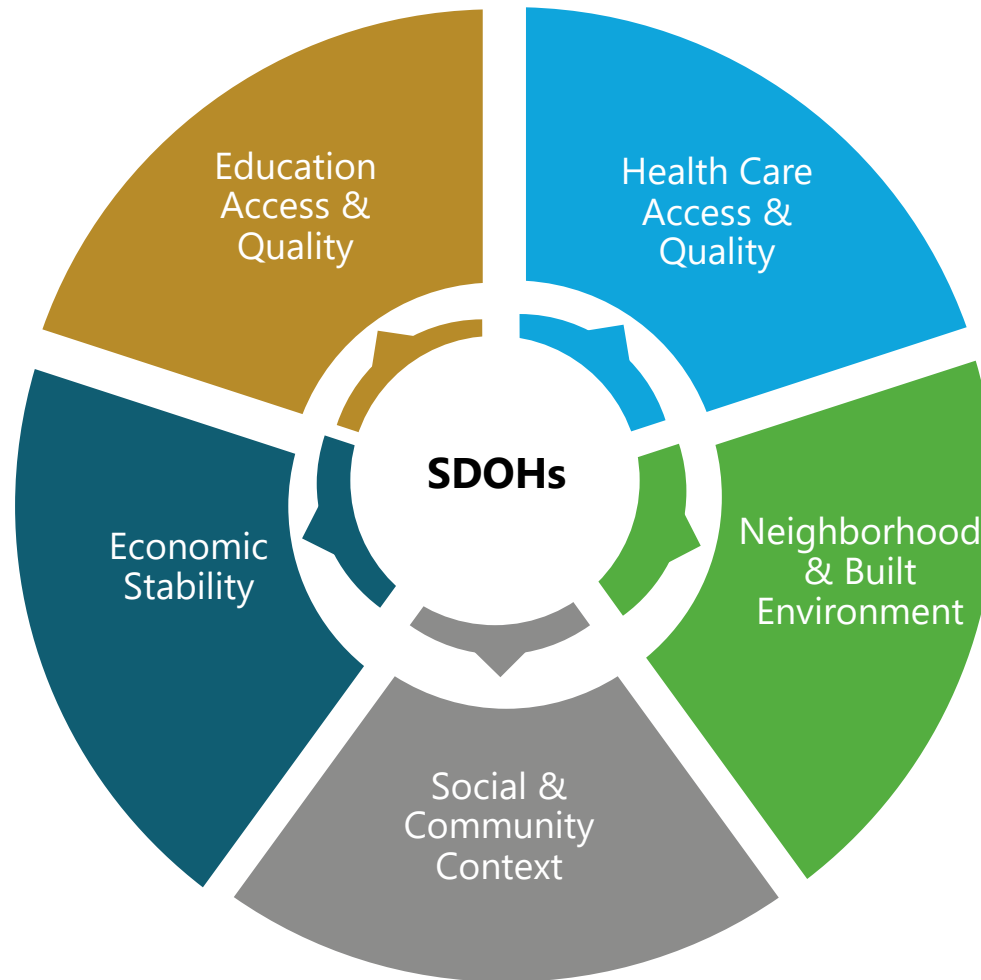 Education
Access &
Quality
Health Care
Access &
Quality
SDOHs
Economic
Stability
Neighborhood
& Built
Environment
Social &
Community
Context